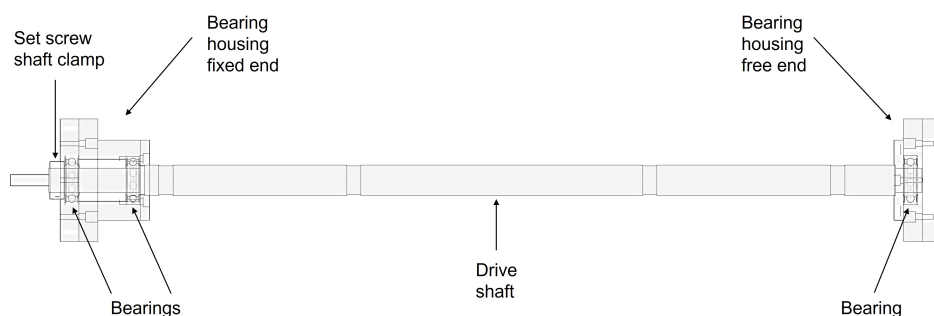 Set screw
shaft clamp
Bearing
housing
fixed end
Bearing
housing
free end
Drive
shaft
Bearings
Bearing